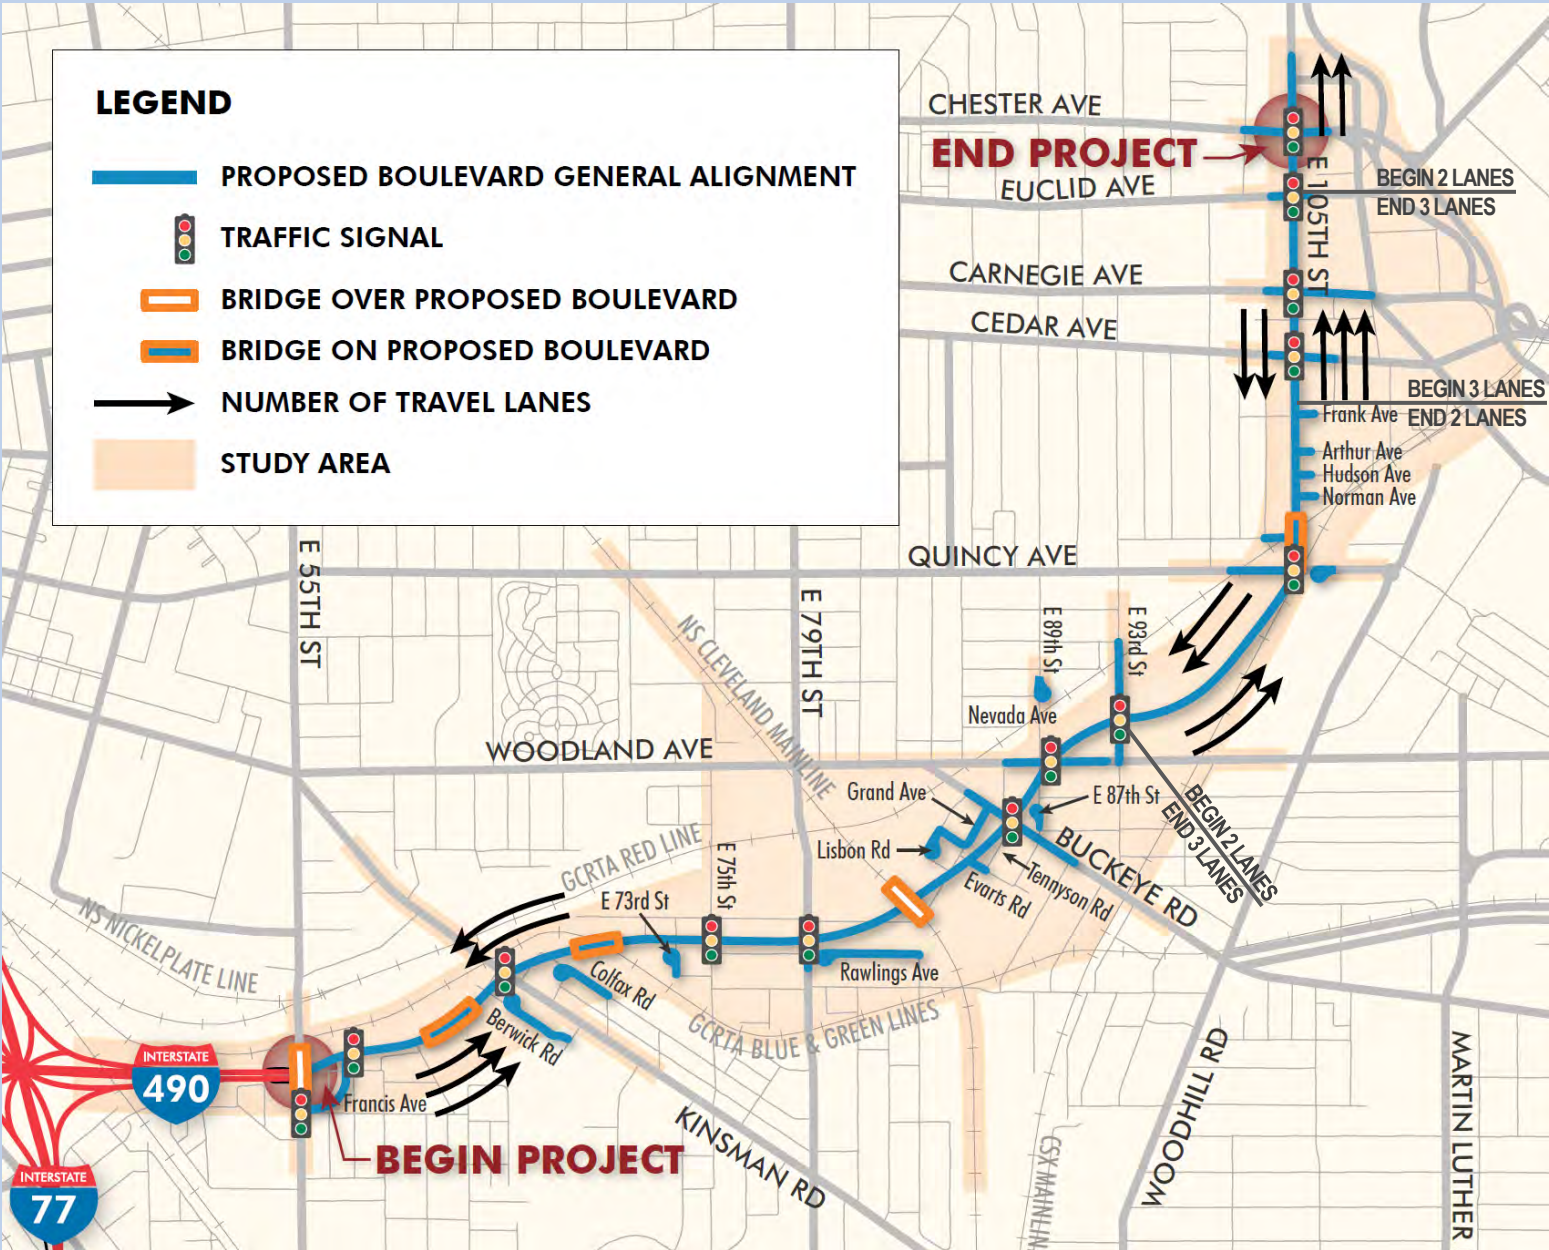 LEGEND
PROPOSED BOULEVARD GENERAL ALIGNMENT
TRAFFIC SIGNAL
BRIDGE OVER PROPOSED BOULEVARD
BRIDGE ON PROPOSED BOULEVARD
NUMBER OF TRAVEL LANES
STUDY AREA
CHESTER AVE
END PROJECT
EUCLID AVE
E 105TH ST
BEGIN 2 LANES
END 3 LANES
CARNEGIE AVE
CEDAR AVE
BEGIN 3 LANES
END 2 LANES
Frank Ave
Arthur Ave
Hudson Ave
Norman Ave
QUINCY AVE
E 55TH ST
E 79TH ST
NS CLEVELAND MAINLINE
E 89th St
E 93rd St
Nevada Ave
WOODLAND AVE
Grand Ave
E 87th St
Lisbon Rd
BUCKEYE RD
BEGIN 2 LANES
END 3 LANES
Tennyson Rd
Evarts Rd
GCRTA RED LINE
E 75th St
E 73rd St
NS NICKELPLATE LINE
Colfax Rd
Rawlings Ave
Berwick Rd
GCRTA BLUE & GREEN LINES
INTERSTATE
490
Francis Ave
BEGIN PROJECT
KINSMAN RD
CSX MAINLIN
WOODHILL RD
MARTIN LUTHER
INTERSTATE
77